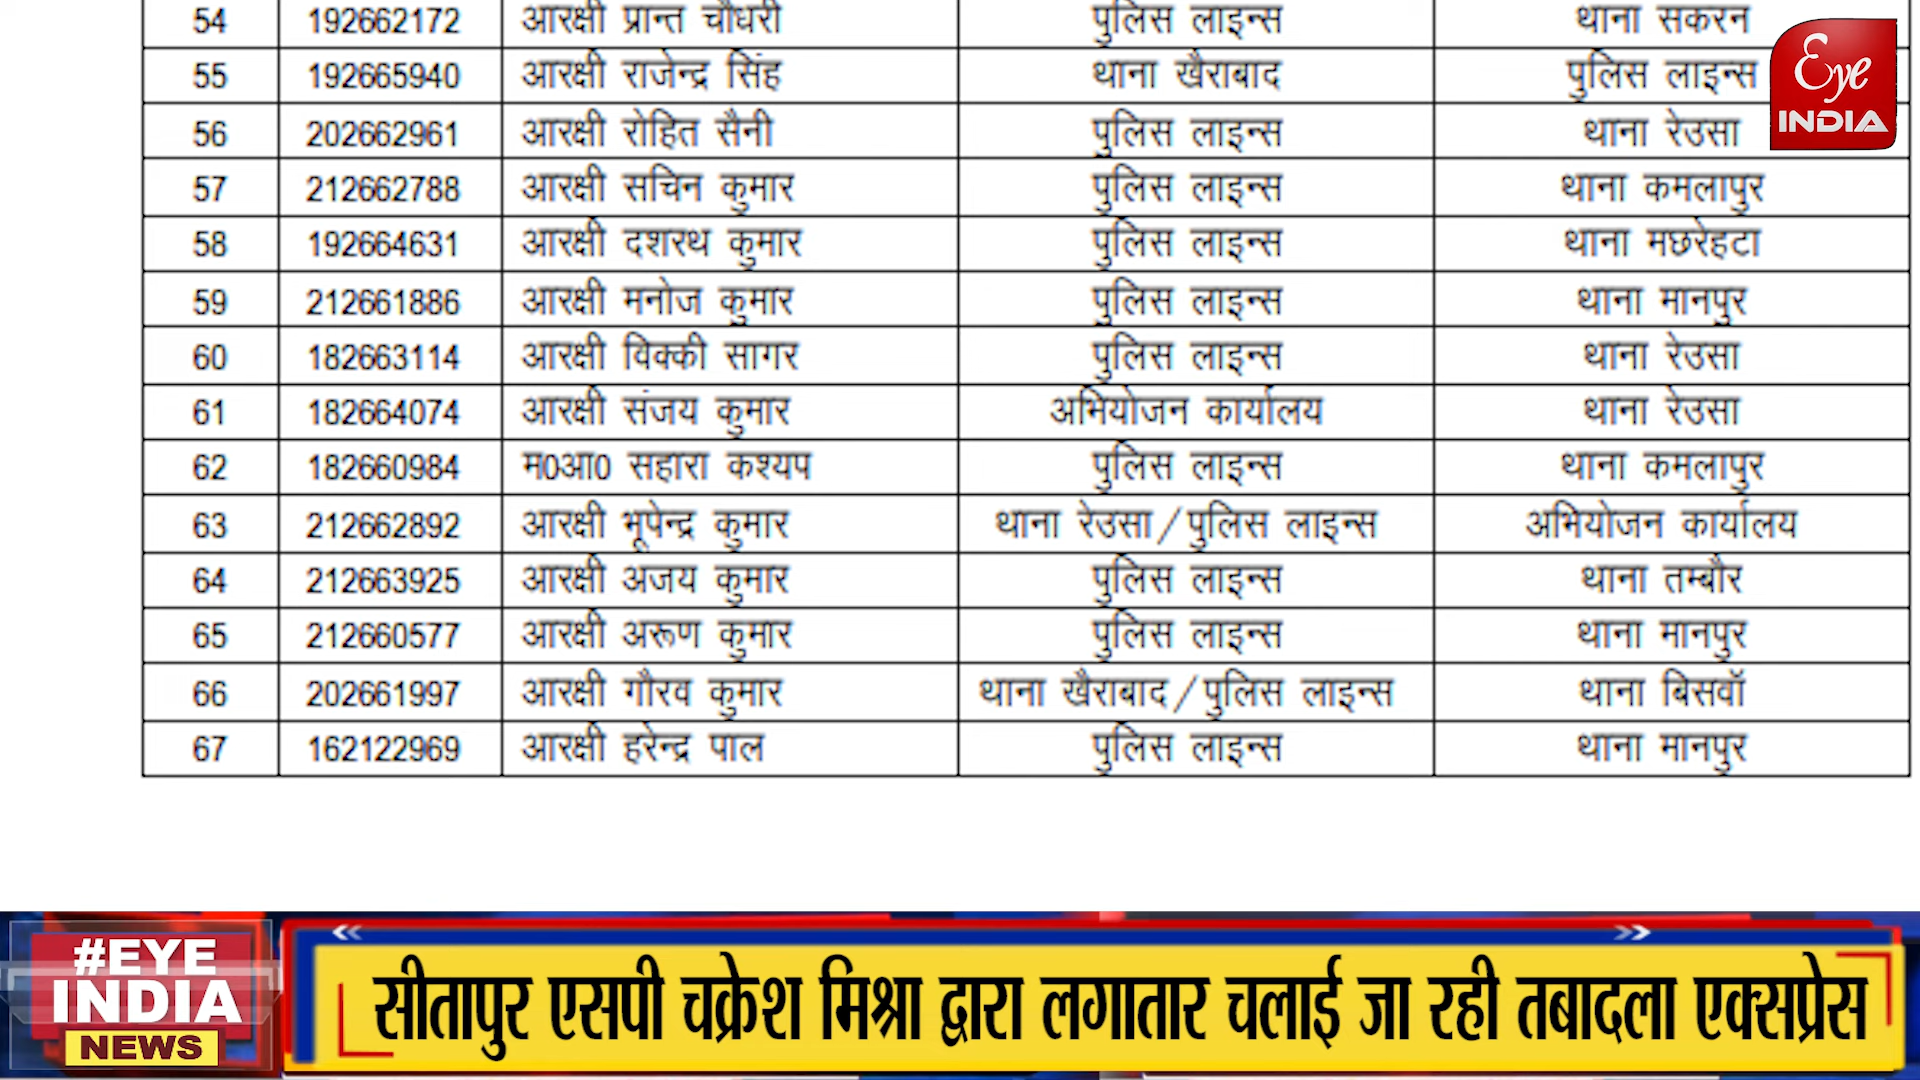 54 192662172 आरक्षी प्रान्त चौधरी पुलिस लाइन्स थाना सकरन
55 192665940 आरक्षी राजेन्द्र सिंह थाना खैराबाद पुलिस लाइन्स
56 202662961 आरक्षी रोहित सैनी पुलिस लाइन्स थाना रेउसा
57 212662788 आरक्षी सचिन कुमार पुलिस लाइन्स थाना कमलापुर
58 192664631 आरक्षी दशरथ कुमार पुलिस लाइन्स थाना मछरेहटा
59 212661886 आरक्षी मनोज कुमार पुलिस लाइन्स थाना मानपुर
60 182663114 आरक्षी विक्की सागर पुलिस लाइन्स थाना रेउसा
61 182664074 आरक्षी संजय कुमार अभियोजन कार्यालय थाना रेउसा
62 182660984 म0आ0 सहारा कश्यप पुलिस लाइन्स थाना कमलापुर
63 212662892 आरक्षी भूपेन्द्र कुमार थाना रेउसा/पुलिस लाइन्स अभियोजन कार्यालय
64 212663925 आरक्षी अजय कुमार पुलिस लाइन्स थाना तम्बौर
65 212660577 आरक्षी अरूण कुमार पुलिस लाइन्स थाना मानपुर
66 202661997 आरक्षी गौरव कुमार थाना खैराबाद/पुलिस लाइन्स थाना बिसवॉ
67 162122969 आरक्षी हरेन्द्र पाल पुलिस लाइन्स थाना मानपुर
Eye
INDIA
#EYE
INDIA
NEWS
सीतापुर एसपी चक्रेश मिश्रा द्वारा लगातार चलाई जा रही तबादला एक्सप्रेस